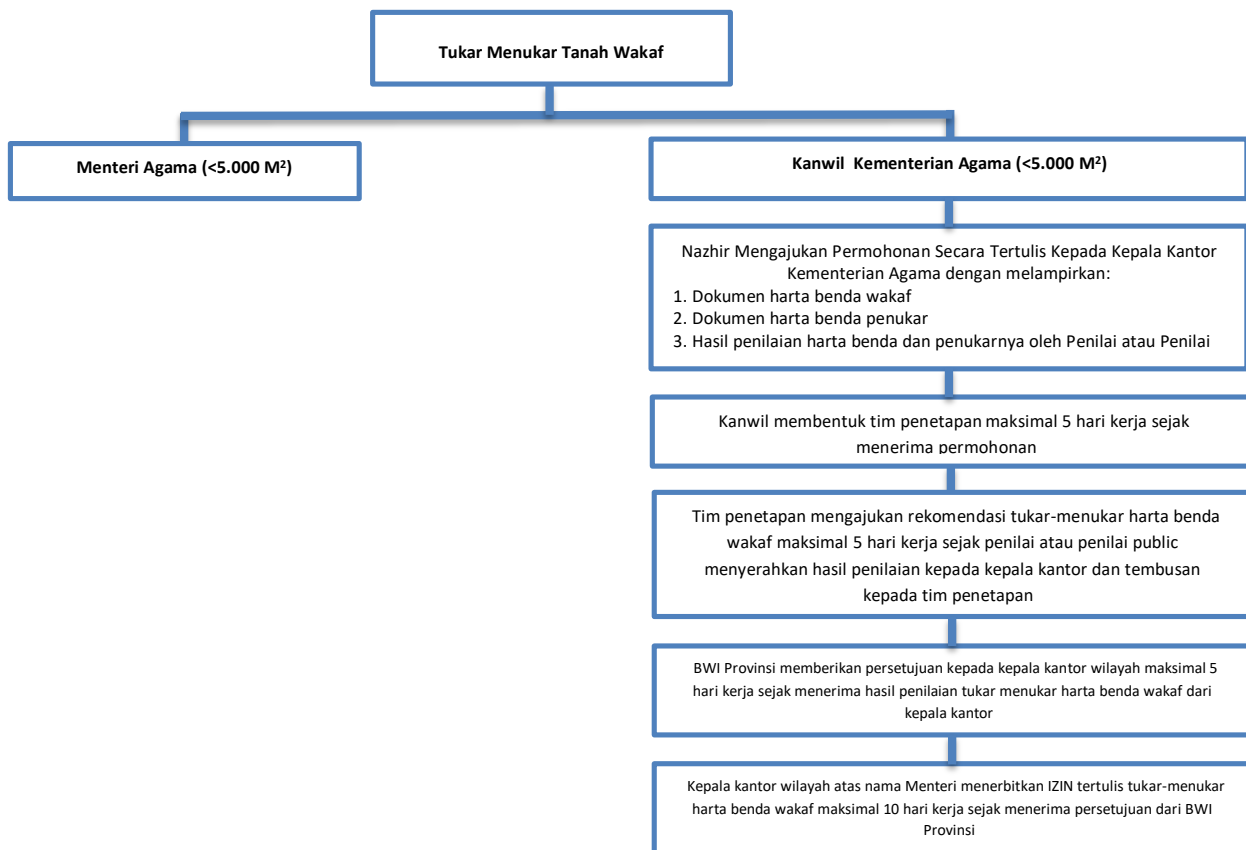 Tukar Menukar Tanah Wakaf
Menteri Agama (<5.000 M²)
Kanwil Kementerian Agama (<5.000 M²)
Nazhir Mengajukan Permohonan Secara Tertulis Kepada Kepala Kantor
Kementerian Agama dengan melampirkan:
1. Dokumen harta benda wakaf
2. Dokumen harta benda penukar
3. Hasil penilaian harta benda dan penukarnya oleh Penilai atau Penilai
Kanwil membentuk tim penetapan maksimal 5 hari kerja sejak
menerima permohonan
Tim penetapan mengajukan rekomendasi tukar-menukar harta benda
wakaf maksimal 5 hari kerja sejak penilai atau penilai public
menyerahkan hasil penilaian kepada kepala kantor dan tembusan
kepada tim penetapan
BWI Provinsi memberikan persetujuan kepada kepala kantor wilayah maksimal 5
hari kerja sejak menerima hasil penilaian tukar menukar harta benda wakaf dari
kepala kantor
Kepala kantor wilayah atas nama Menteri menerbitkan IZIN tertulis tukar-menukar
harta benda wakaf maksimal 10 hari kerja sejak menerima persetujuan dari BWI
Provinsi